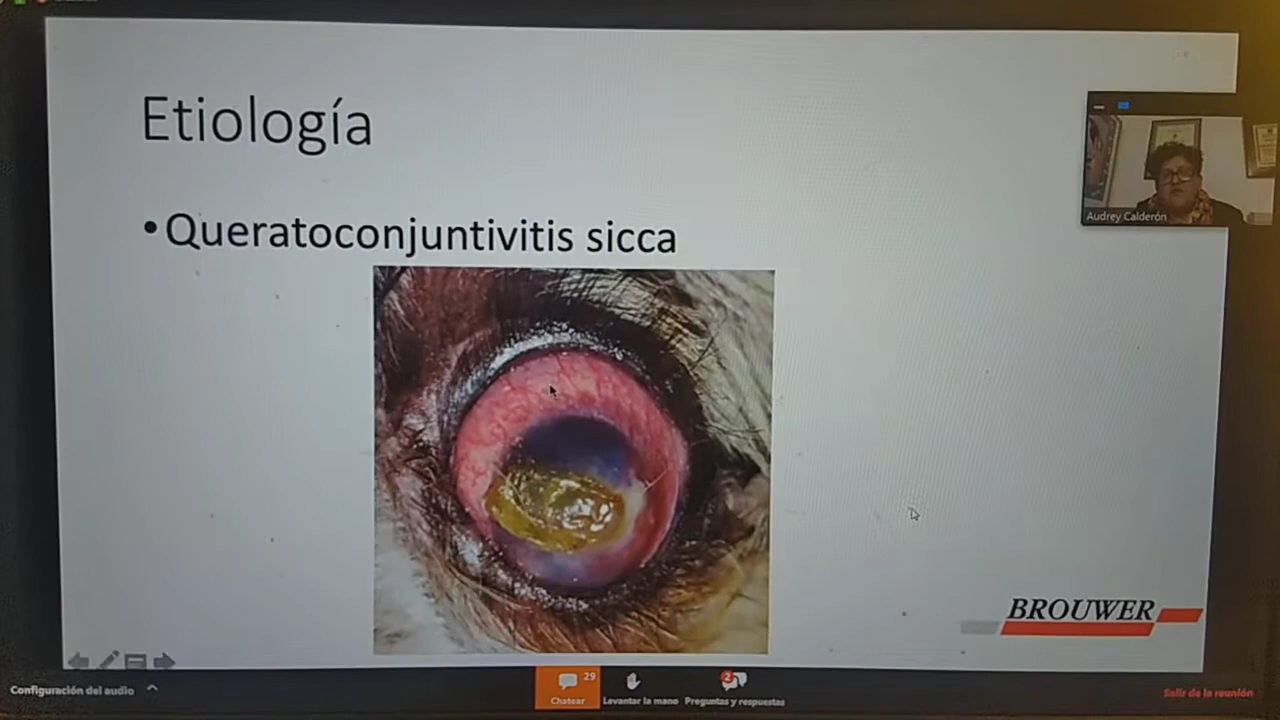 Etiología
•Queratoconjuntivitis sicca
Audrey Calderón
BROUWER
Configuración del audio
29
Chatear
Levantar la mano
2
Preguntas y respuestas
Salir de la reunión